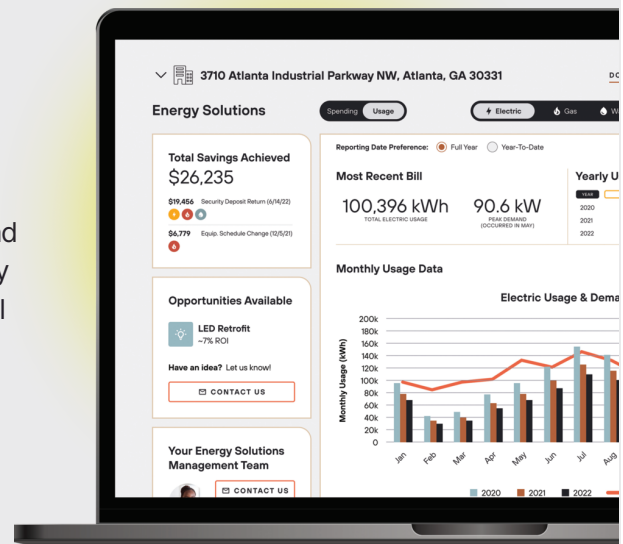 3710 Atlanta Industrial Parkway NW, Atlanta, GA 30331
Energy Solutions
Spending Usage
Electric Gas
Total Savings Achieved
$26,235
$19,456 Security Deposit Return (6/14/22)
$6,779 Equip. Schedule Change (12/5/21)
Opportunities Available
LED Retrofit
~7% ROI
Have an idea? Let us know!
CONTACT US
Your Energy Solutions
Management Team
CONTACT US
Reporting Date Preference: Full Year Year-To-Date
Most Recent Bill
100,396 kWh
TOTAL ELECTRIC USAGE
90.6 kW
PEAK DEMAND
(OCCURRED IN MAY)
Yearly U
YEAR
2020
2021
2022
Monthly Usage Data
Electric Usage & Dema
Monthly Usage (kWh)
200k
180k
160k
140k
120k
100k
80k
60k
40k
20k
0
Jan Feb Mar Apr May Jun Jul Aug
2020 2021 2022